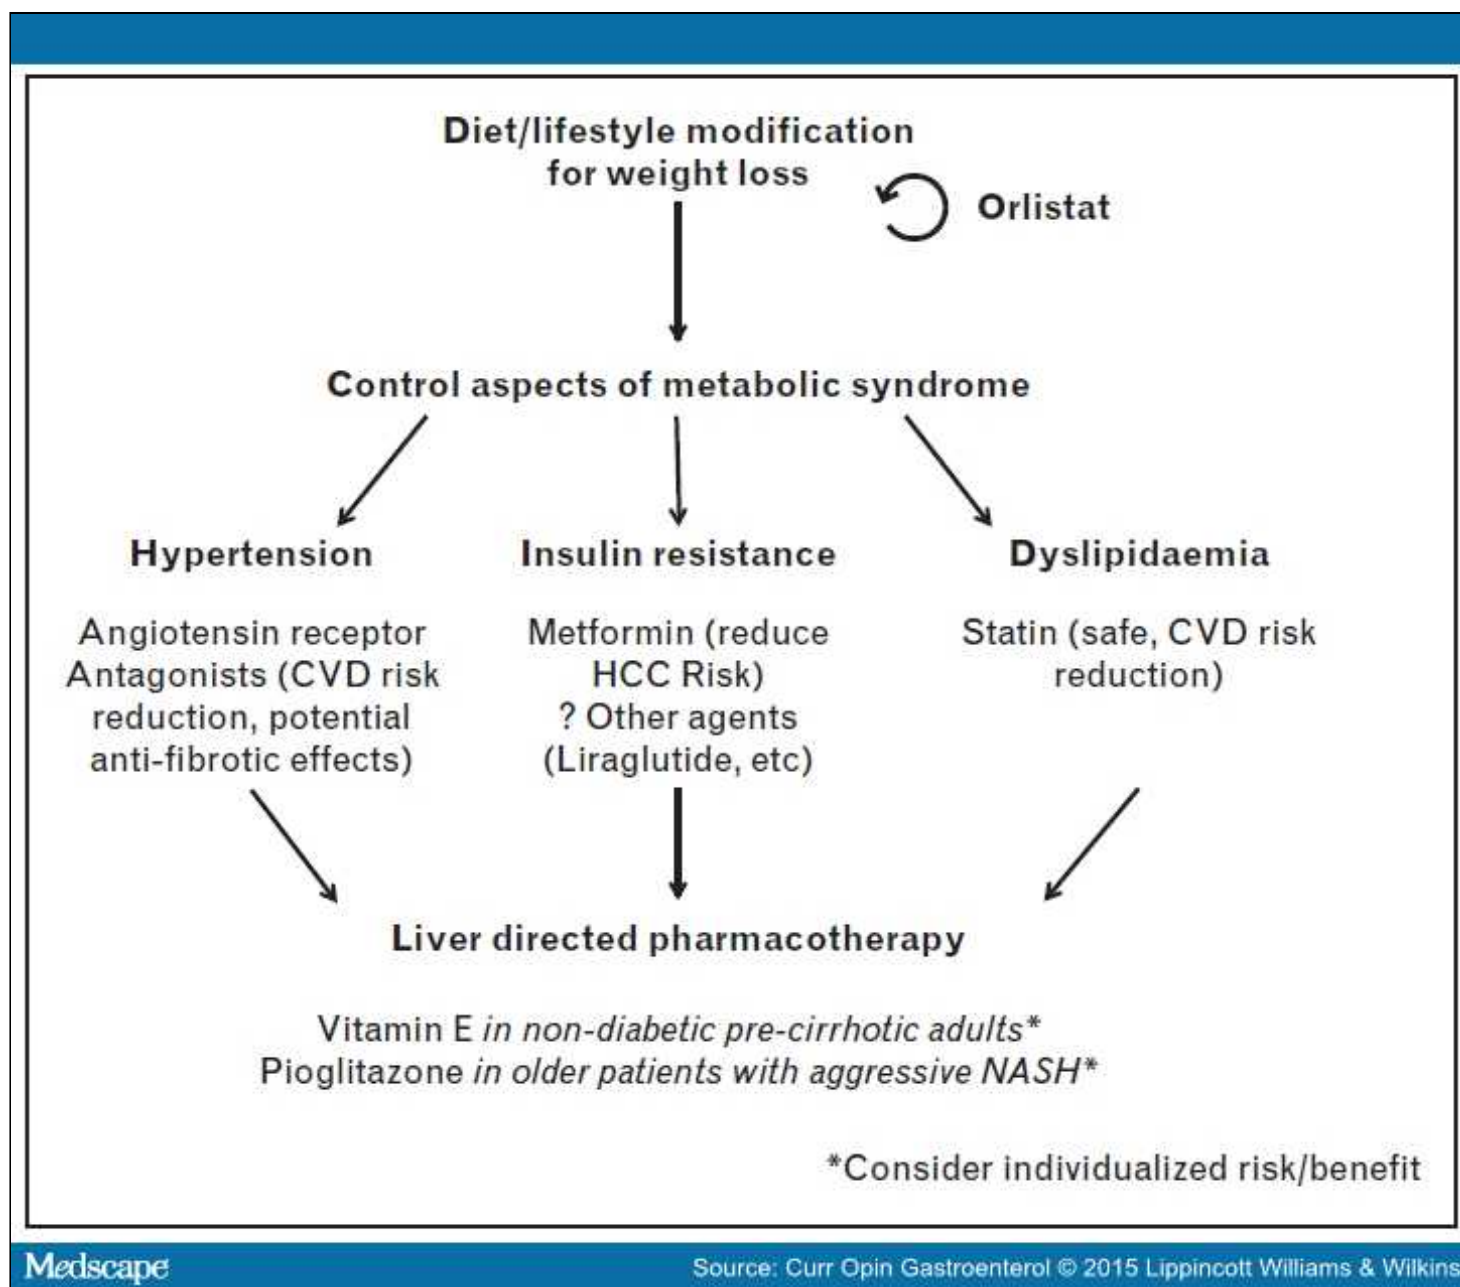 Diet/lifestyle modification
for weight loss
Orlistat
Control aspects of metabolic syndrome
Hypertension
Angiotensin receptor
Antagonists (CVD risk
reduction, potential
anti-fibrotic effects)
Insulin resistance
Metformin (reduce
HCC Risk)
? Other agents
(Liraglutide, etc)
Dyslipidaemia
Statin (safe, CVD risk
reduction)
Liver directed pharmacotherapy
Vitamin E in non-diabetic pre-cirrhotic adults*
Pioglitazone in older patients with aggressive NASH*
*Consider individualized risk/benefit
Medscape
Source: Curr Opin Gastroenterol © 2015 Lippincott Williams & Wilkins